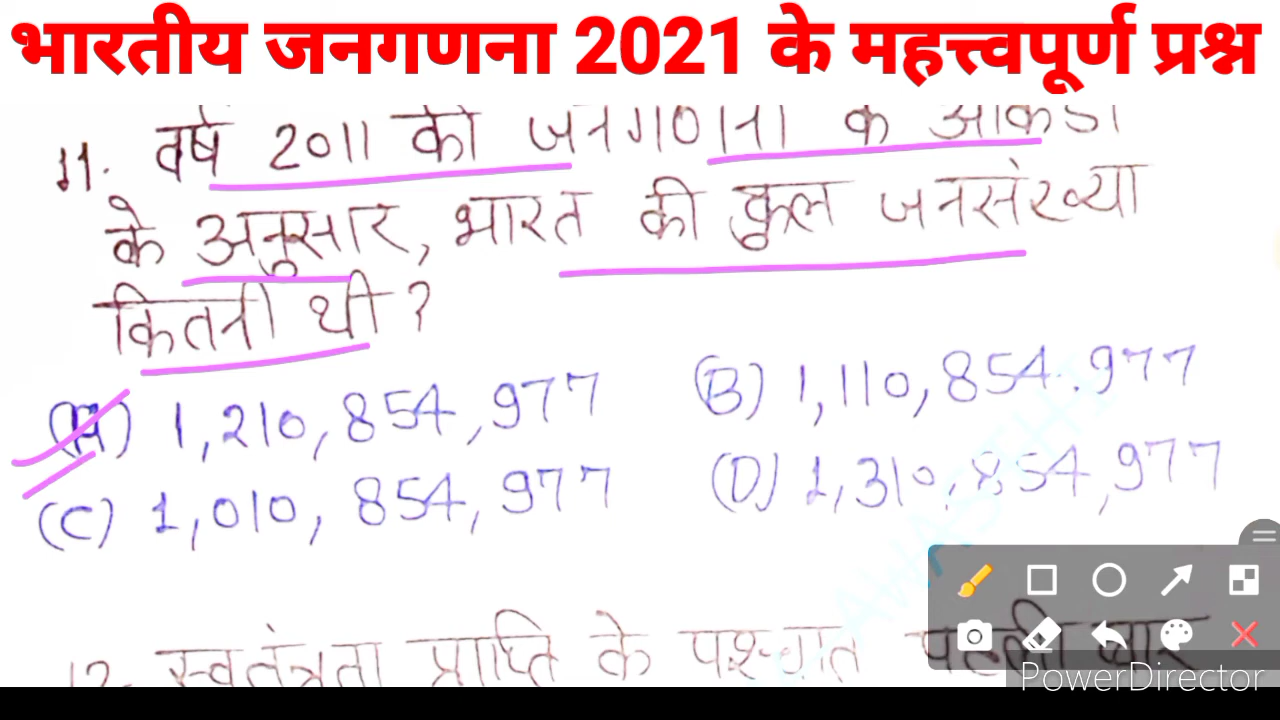 भारतीय जनगणना 2021 के महत्त्वपूर्ण प्रश्न
11. वर्ष 2011 की जनगणना के आंकडा
के अनुसार, भारत की कुल जनसंख्या
कितनी थी ?
(A) 1,210,854,977
(B) 1,110,854,977
(C) 1,010,854,977
(D) 1,310,854,977
12. स्वतंत्रता प्राप्ति के पश्चात पहली बार
PowerDirector